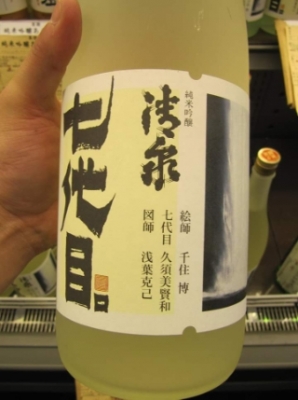 純米吟醸
清泉
七代目
絵師 千住 博
七代目 久須美賢和
図師 浅葉克己